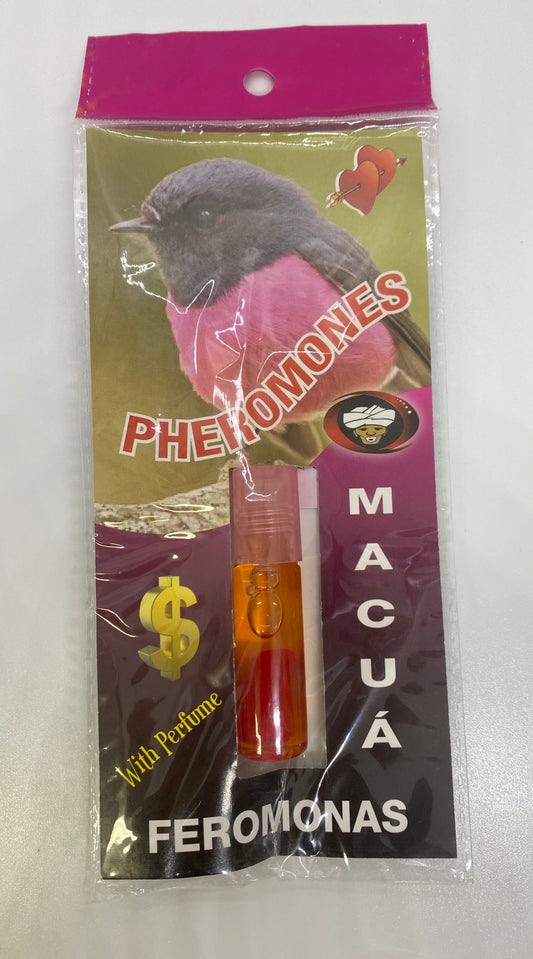 PHEROMONES
MACUÁ
$
With Perfume
FEROMONAS